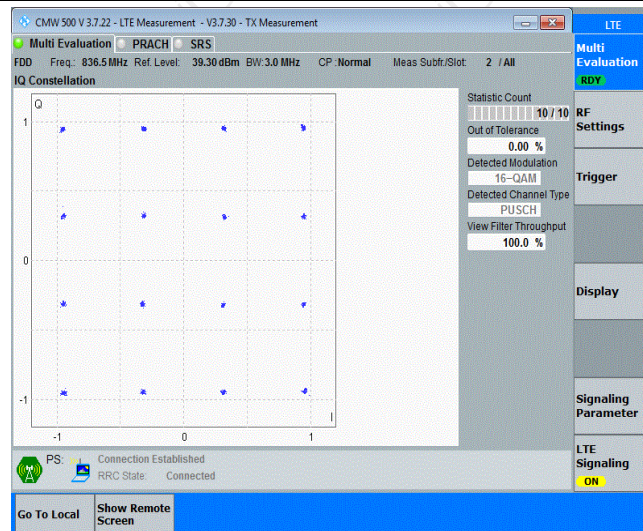 CMW 500 V 3.7.22 - LTE Measurement - V3.7.30 - TX Measurement
LTE
Multi Evaluation PRACH SRS
FDD Freq.: 836.5 MHz Ref. Level: 39.30 dBm BW: 3.0 MHz CP : Normal Meas Subfr./Slot: 2 / All
IQ Constellation
Q
1
0
-1
-1 0 1
I
Statistic Count
10 / 10
Out of Tolerance
0.00 %
Detected Modulation
16-QAM
Detected Channel Type
PUSCH
View Filter Throughput
100.0 %
Multi
Evaluation
RDY
RF
Settings
Trigger
Display
Signaling
Parameter
LTE
Signaling
ON
PS: Connection Established
RRC State: Connected
Go To Local
Show Remote
Screen